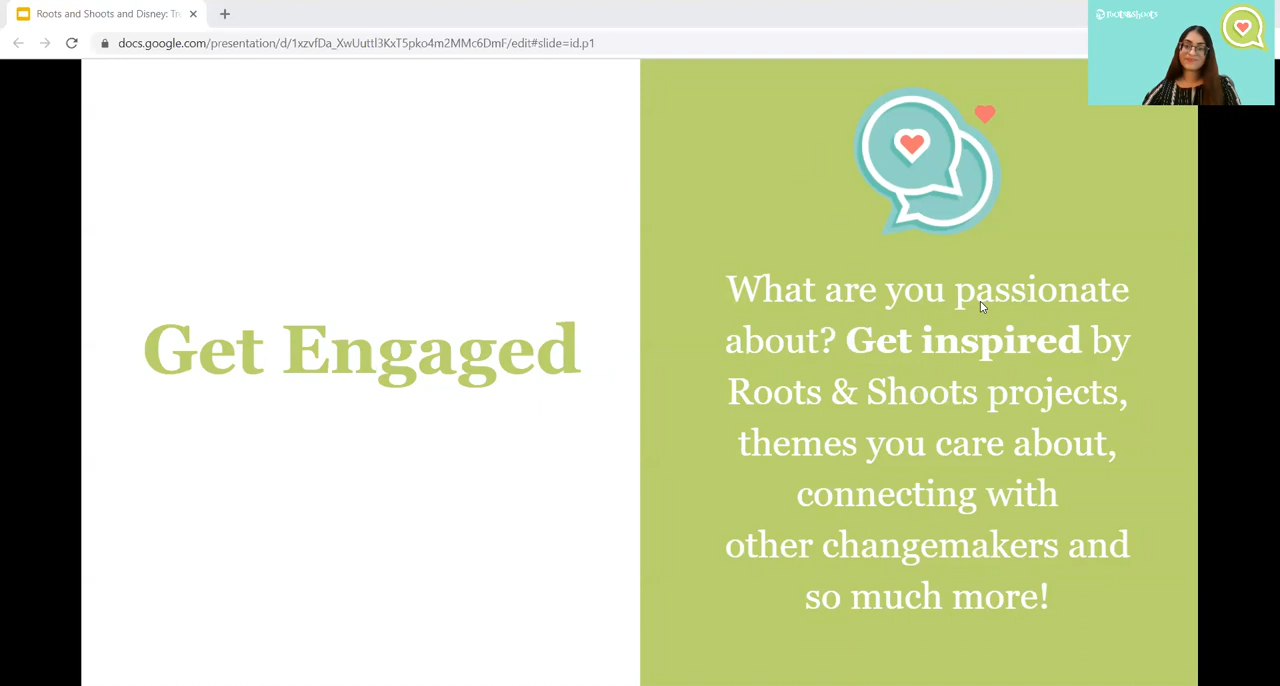 Roots and Shoots and Disney: Tr
docs.google.com/presentation/d/1xzvfDa_XwUuttl3KxT5pko4m2MMc6DmF/edit#slide=id.p1
roots&shoots
Get Engaged
What are you passionate
about? Get inspired by
Roots & Shoots projects,
themes you care about,
connecting with
other changemakers and
so much more!